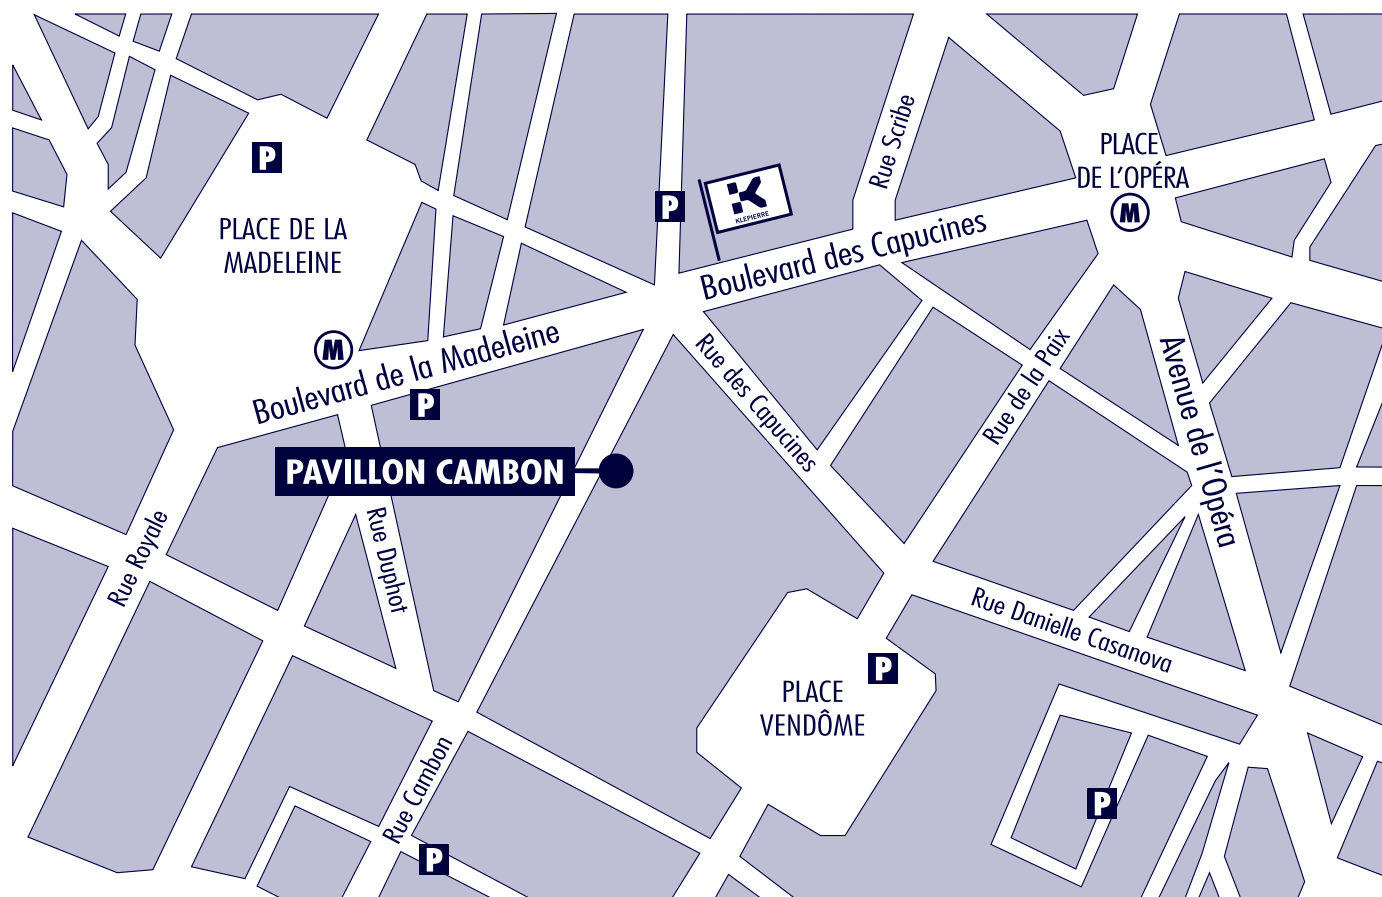 P
Rue Scribe
PLACE
DE L'OPÉRA
M
P
KLEPIERRE
PLACE DE LA
MADELEINE
Boulevard des Capucines
M
Boulevard de la Madeleine
P
Rue des Capucines
Rue de la Paix
Avenue de l'Opéra
PAVILLON CAMBON
Rue Royale
Rue Duphot
Rue Danielle Casanova
P
PLACE
VENDÔME
Rue Cambon
P
P